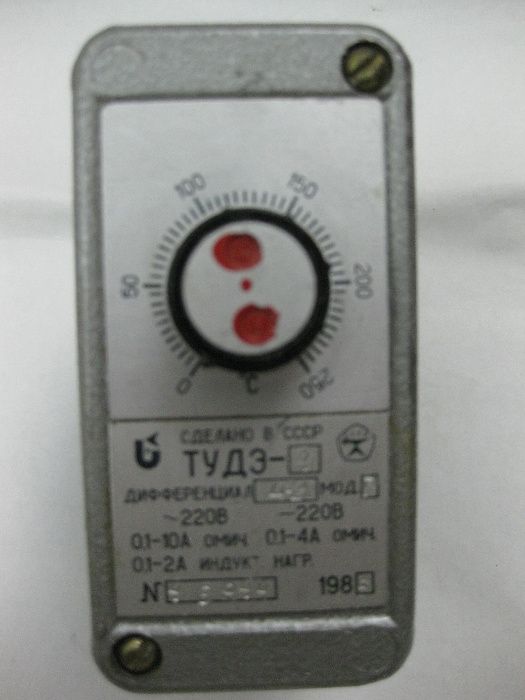 100 150
50 200
0 °C 250
СДЕЛАНО В СССР
ТУДЭ-
ДИФФЕРЕНЦИАЛ МОД.
~220В —220В
0,1-10А ОМИЧ. 0,1-4А ОМИЧ.
0,1-2А ИНДУКТ. НАГР.
N 198